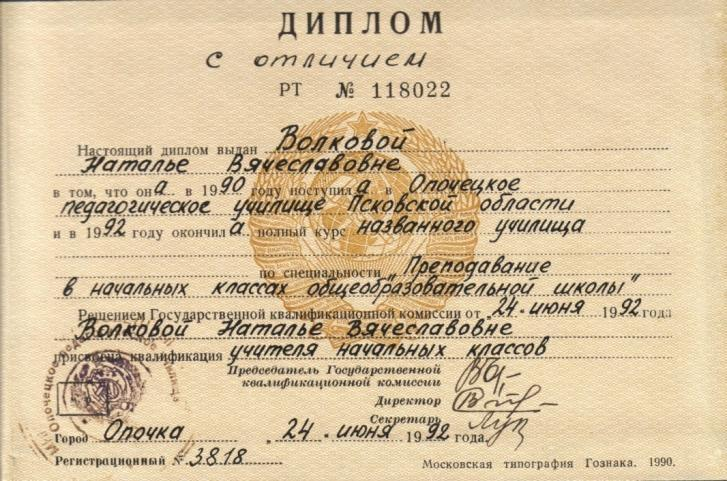 ДИПЛОМ
с отличием
РТ № 118022
Настоящий диплом выдан Волковой
Наталье Вячеславовне
в том, что она в 1990 году поступила в Опочецкое
педагогическое училище Псковской области
и в 1992 году окончила полный курс названного училища
по специальности „Преподавание
в начальных классах общеобразовательной школы"
Решением Государственной квалификационной комиссии от 24 июня 1992 года
Волковой Наталье Вячеславовне
присвоена квалификация учителя начальных классов
Председатель Государственной
квалификационной комиссии
Директор
Секретарь
Опочецкое
Город Опочка 24 июня 1992 года.
Регистрационный № 3818
Московская типография Гознака. 1990.